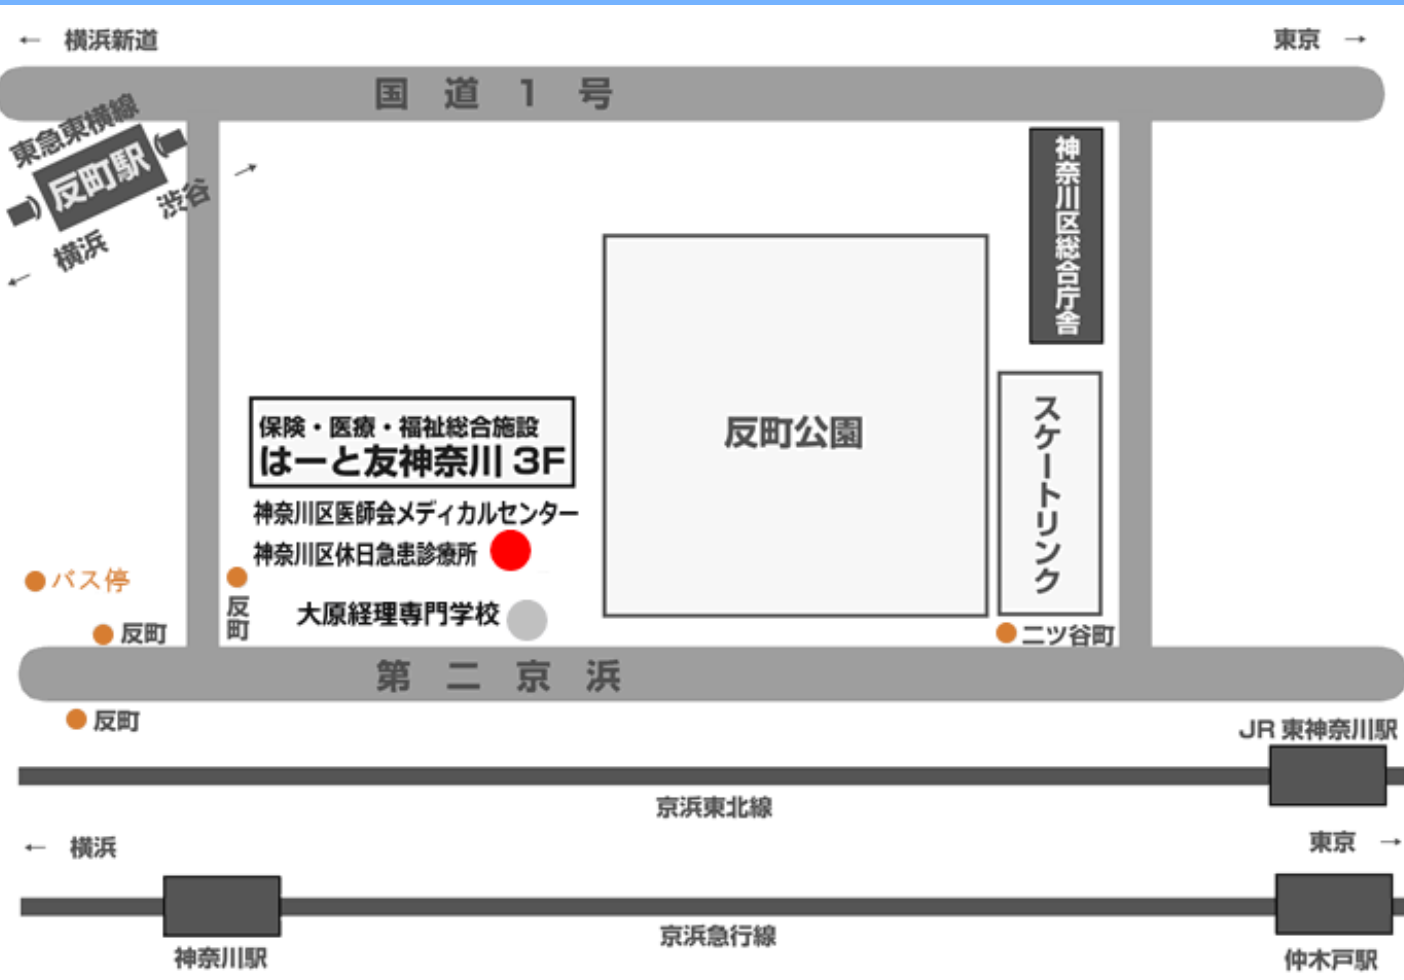 ← 横浜新道
東京 →
国道1号
東急東横線
反町駅
渋谷 →
← 横浜
神奈川区総合庁舎
保険・医療・福祉総合施設
はーと友神奈川 3F
神奈川区医師会メディカルセンター
神奈川区休日急患診療所
反町公園
スケートリンク
バス停
反町
反町
大原経理専門学校
二ツ谷町
第二京浜
反町
JR 東神奈川駅
京浜東北線
← 横浜
東京 →
京浜急行線
神奈川駅
仲木戸駅